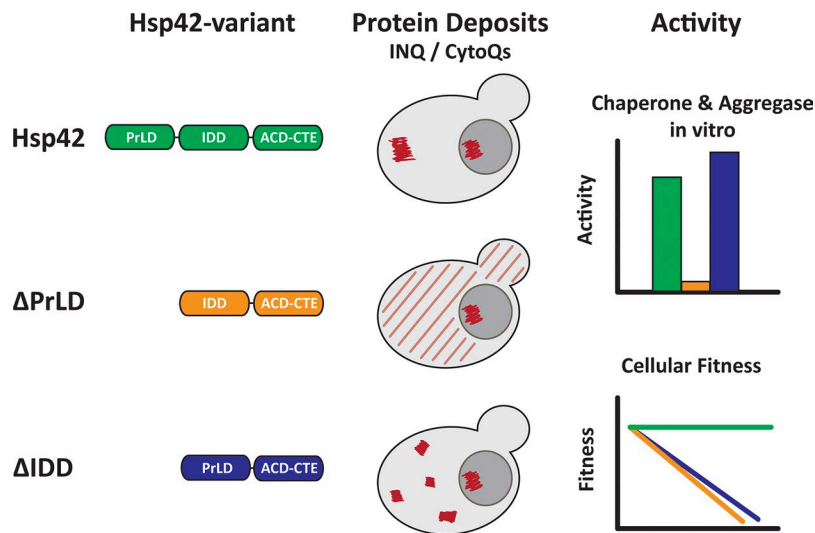 Hsp42-variant
Protein Deposits
INQ / CytoQs
Activity
Hsp42
PrLD
IDD
ACD-CTE
Chaperone & Aggregase
in vitro
Activity
ΔPrLD
IDD
ACD-CTE
Cellular Fitness
Fitness
ΔIDD
PrLD
ACD-CTE